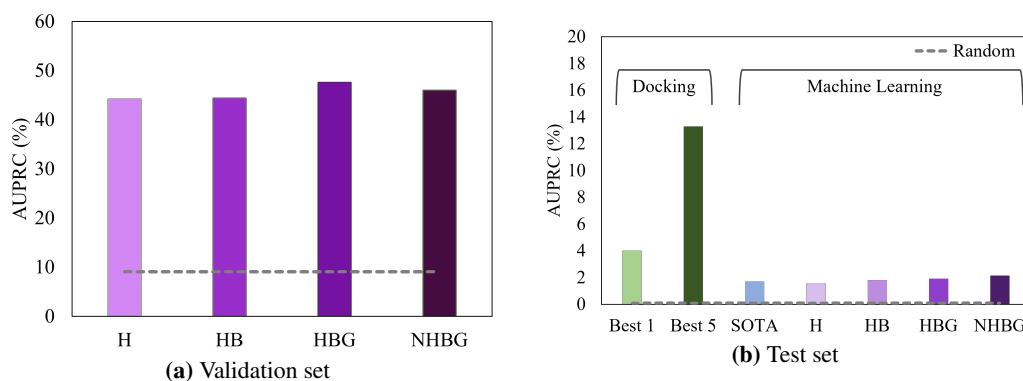 60
50
40
30
20
10
0
AUPRC (%)
H HB HBG NHBG
(a) Validation set
20
18
16
14
12
10
8
6
4
2
0
AUPRC (%)
Random
Docking Machine Learning
Best 1 Best 5 SOTA H HB HBG NHBG
(b) Test set